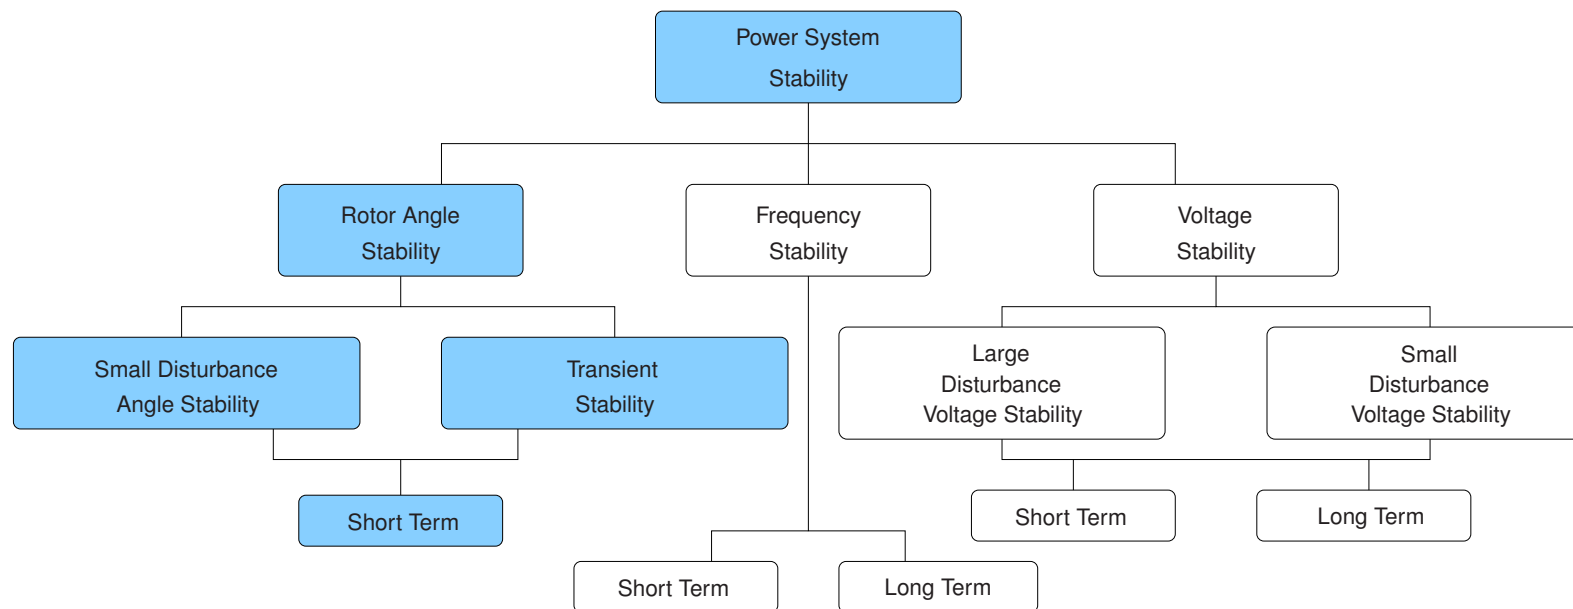 Power System
Stability
Rotor Angle
Stability
Frequency
Stability
Voltage
Stability
Small Disturbance
Angle Stability
Transient
Stability
Large
Disturbance
Voltage Stability
Small
Disturbance
Voltage Stability
Short Term
Short Term
Long Term
Short Term
Long Term